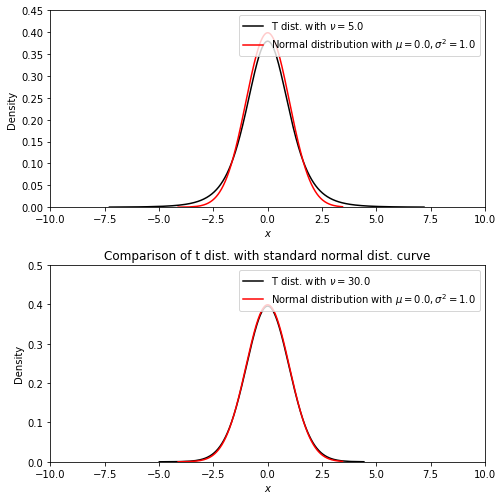 0.45
0.40
0.35
0.30
0.25
0.20
0.15
0.10
0.05
0.00
Density
T dist. with ν = 5.0
Normal distribution with μ = 0.0, σ² = 1.0
−10.0 −7.5 −5.0 −2.5 0.0 2.5 5.0 7.5 10.0
x
Comparison of t dist. with standard normal dist. curve
0.5
0.4
0.3
0.2
0.1
0.0
Density
T dist. with ν = 30.0
Normal distribution with μ = 0.0, σ² = 1.0
−10.0 −7.5 −5.0 −2.5 0.0 2.5 5.0 7.5 10.0
x